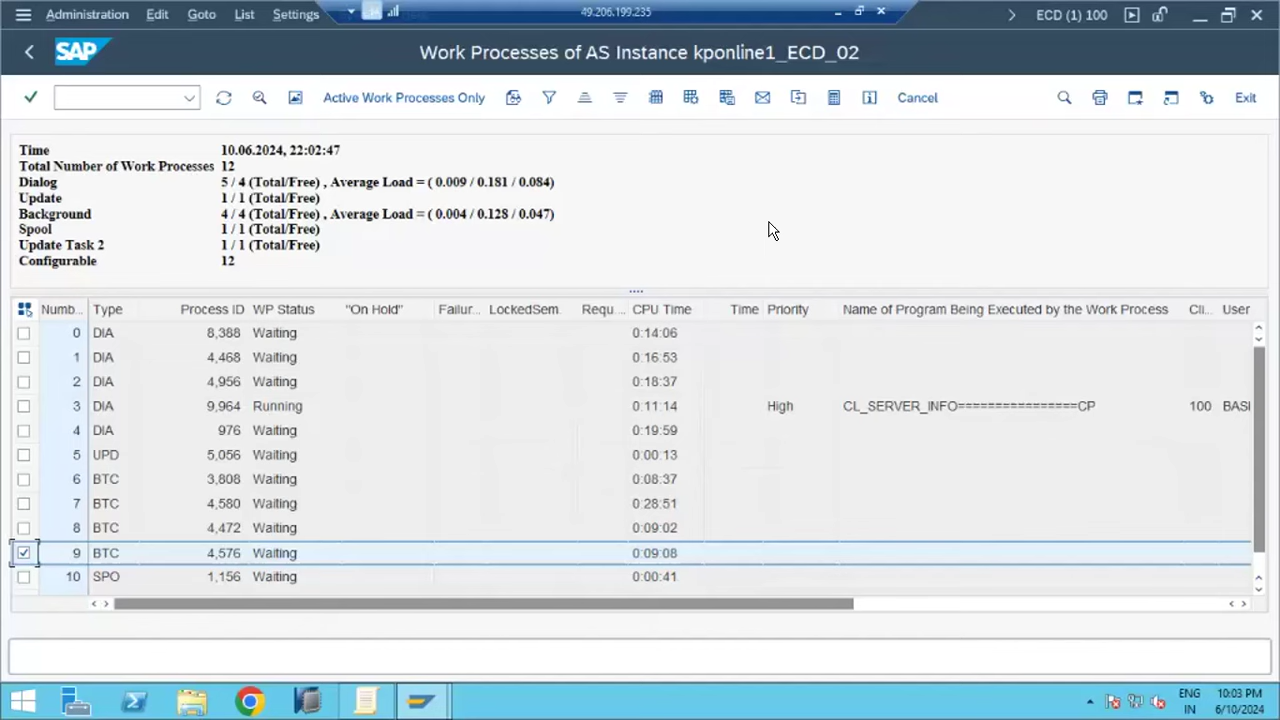 Administration Edit Goto List Settings 49.206.199.235 ECD (1) 100
SAP Work Processes of AS Instance kponline1_ECD_02
Active Work Processes Only Cancel Exit
Time 10.06.2024, 22:02:47
Total Number of Work Processes 12
Dialog 5 / 4 (Total/Free) , Average Load = ( 0.009 / 0.181 / 0.084)
Update 1 / 1 (Total/Free)
Background 4 / 4 (Total/Free) , Average Load = ( 0.004 / 0.128 / 0.047)
Spool 1 / 1 (Total/Free)
Update Task 2 1 / 1 (Total/Free)
Configurable 12
Numb... Type Process ID WP Status "On Hold" Failur... LockedSem. Requ... CPU Time Time Priority Name of Program Being Executed by the Work Process Cli... User
0 DIA 8,388 Waiting 0:14:06
1 DIA 4,468 Waiting 0:16:53
2 DIA 4,956 Waiting 0:18:37
3 DIA 9,964 Running 0:11:14 High CL_SERVER_INFO================CP 100 BASI
4 DIA 976 Waiting 0:19:59
5 UPD 5,056 Waiting 0:00:13
6 BTC 3,808 Waiting 0:08:37
7 BTC 4,580 Waiting 0:28:51
8 BTC 4,472 Waiting 0:09:02
9 BTC 4,576 Waiting 0:09:08
10 SPO 1,156 Waiting 0:00:41
ENG 10:03 PM
IN 6/10/2024